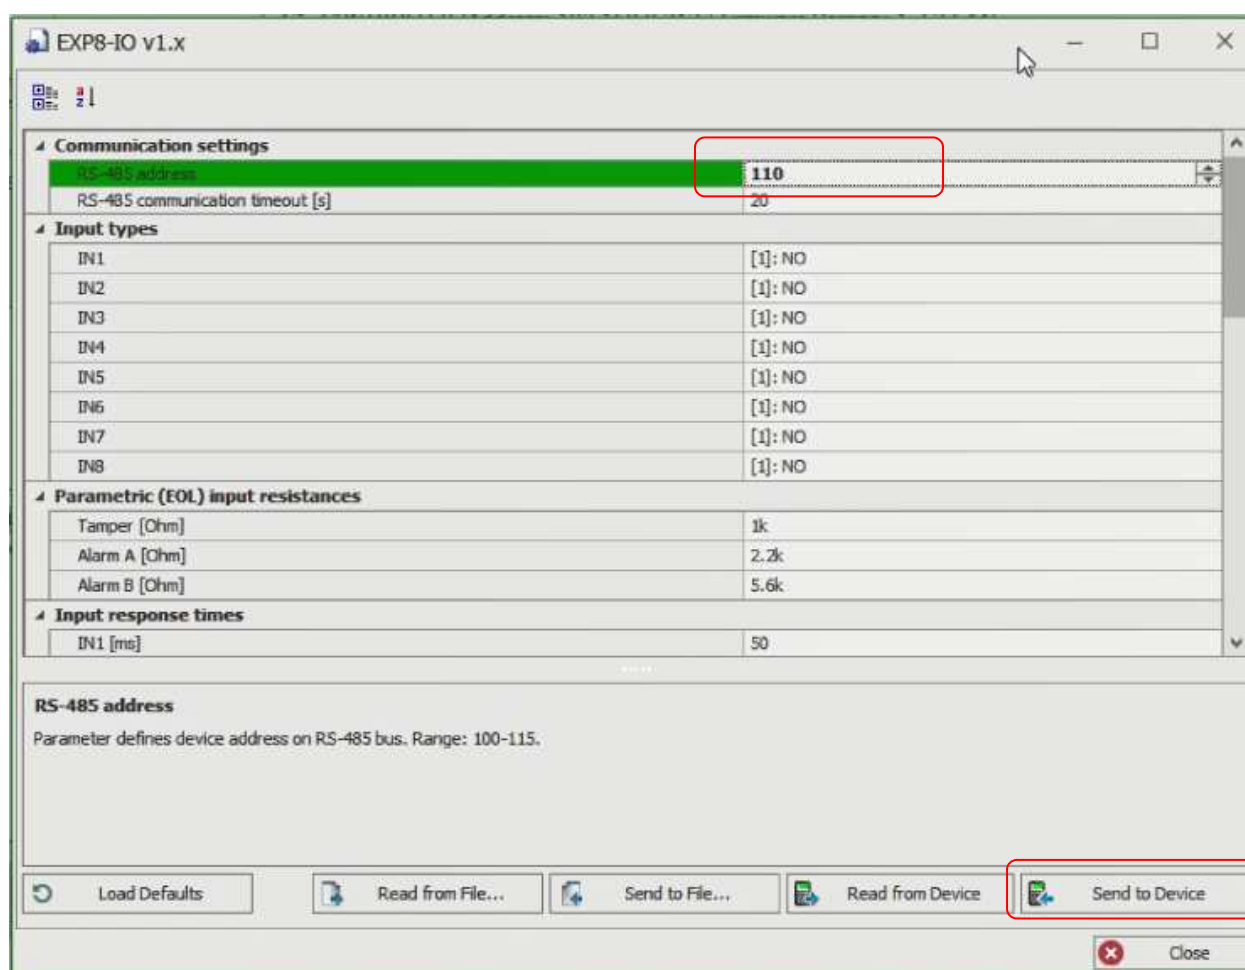 EXP8-IO v1.x
Communication settings
RS-485 address 110
RS-485 communication timeout [s] 20
Input types
IN1 [1]: NO
IN2 [1]: NO
IN3 [1]: NO
IN4 [1]: NO
IN5 [1]: NO
IN6 [1]: NO
IN7 [1]: NO
IN8 [1]: NO
Parametric (EOL) input resistances
Tamper [Ohm] 1k
Alarm A [Ohm] 2.2k
Alarm B [Ohm] 5.6k
Input response times
IN1 [ms] 50
RS-485 address
Parameter defines device address on RS-485 bus. Range: 100-115.
Load Defaults Read from File... Send to File... Read from Device Send to Device
Close